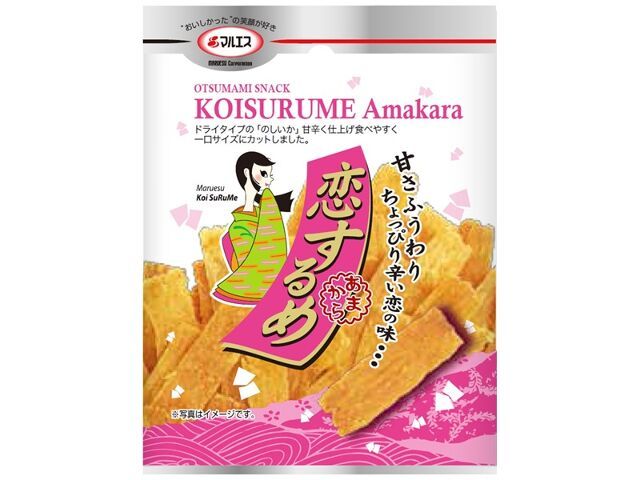 "おいしかった"の笑顔が好き
マルエス
MARUESU Corporation
OTSUMAMI SNACK
KOISURUME Amakara
ドライタイプの「のしいか」甘辛く仕上げ食べやすく
一口サイズにカットしました。
Maruesu
Koi SuRuMe
恋するめ
あま
から
甘さふうわり
ちょっぴり辛い恋の味…
※写真はイメージです。